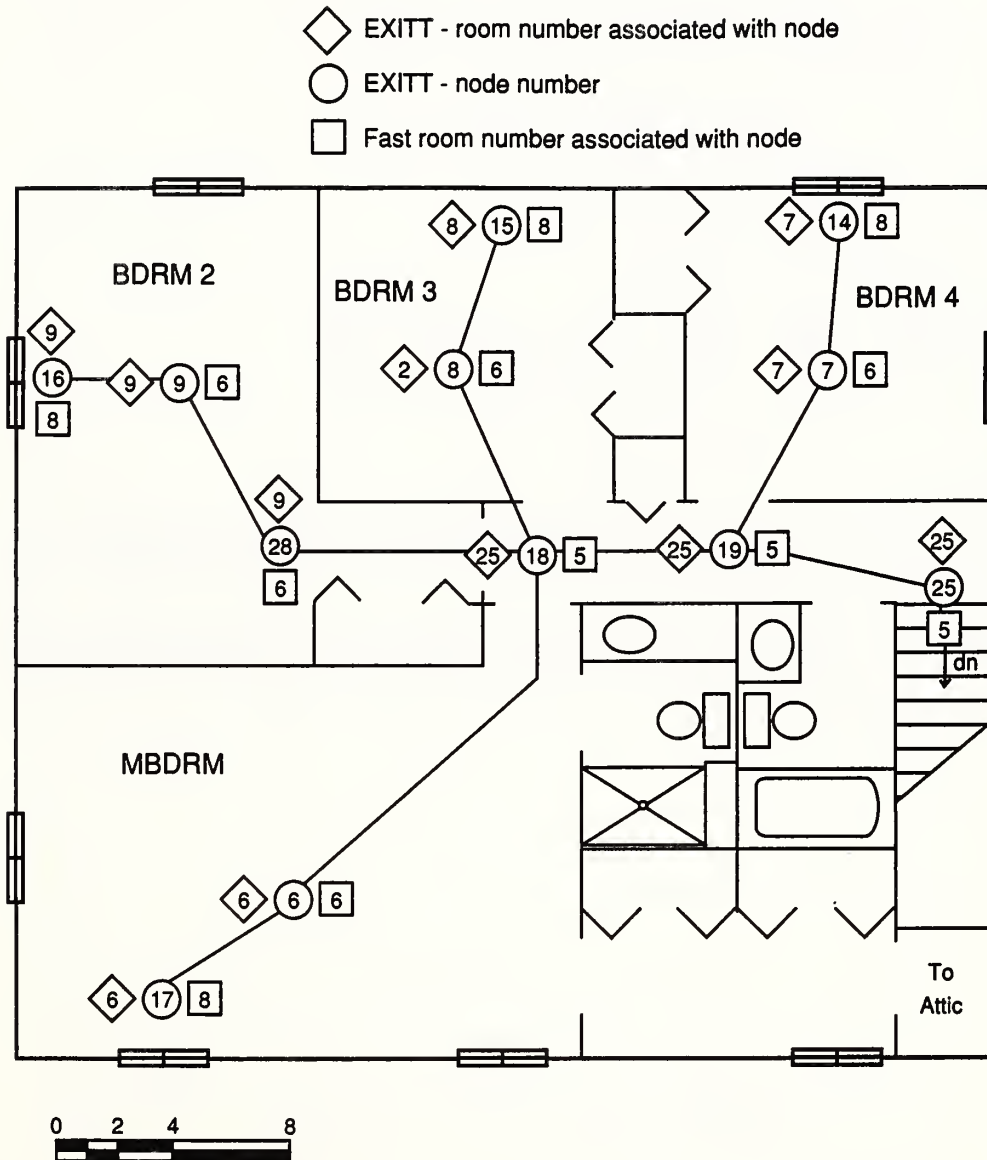 EXITT - room number associated with node
EXITT - node number
Fast room number associated with node
8 15 8
7 14 8
BDRM 2
BDRM 3
BDRM 4
9
16
9 9 6
8
2 8 6
7 7 6
9
28
6
25 18 5
25 19 5
25
25
5
dn
MBDRM
6 6 6
6 17 8
To
Attic
0 2 4 8